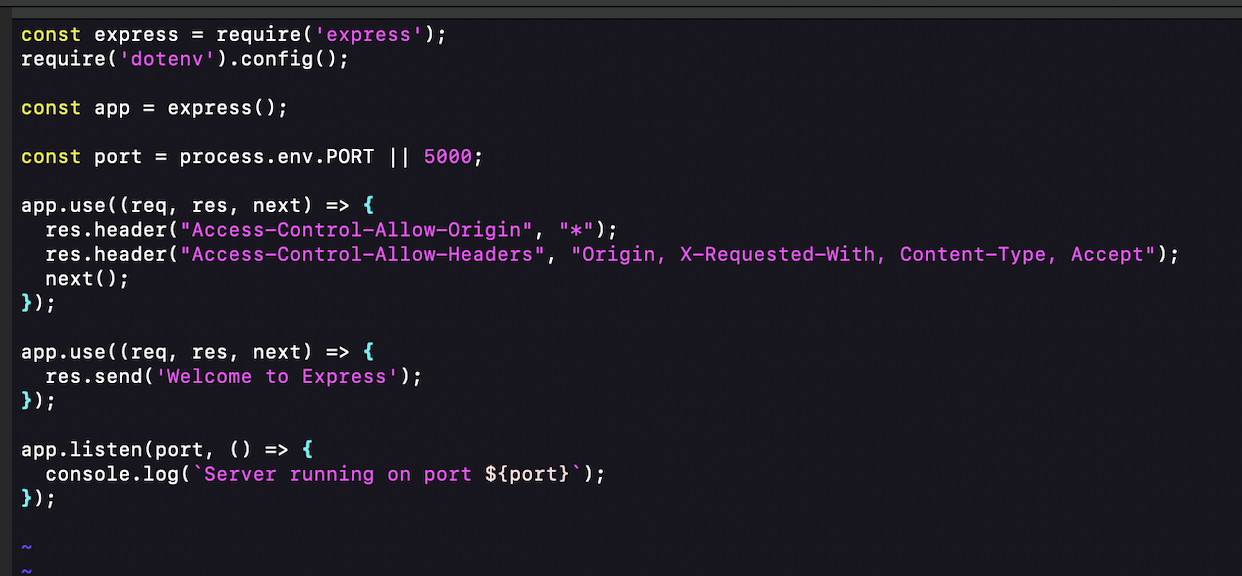 const express = require('express');
require('dotenv').config();
const app = express();
const port = process.env.PORT || 5000;
app.use((req, res, next) => {
  res.header("Access-Control-Allow-Origin", "*");
  res.header("Access-Control-Allow-Headers", "Origin, X-Requested-With, Content-Type, Accept");
  next();
});
app.use((req, res, next) => {
  res.send('Welcome to Express');
});
app.listen(port, () => {
  console.log(`Server running on port ${port}`);
});
~
~